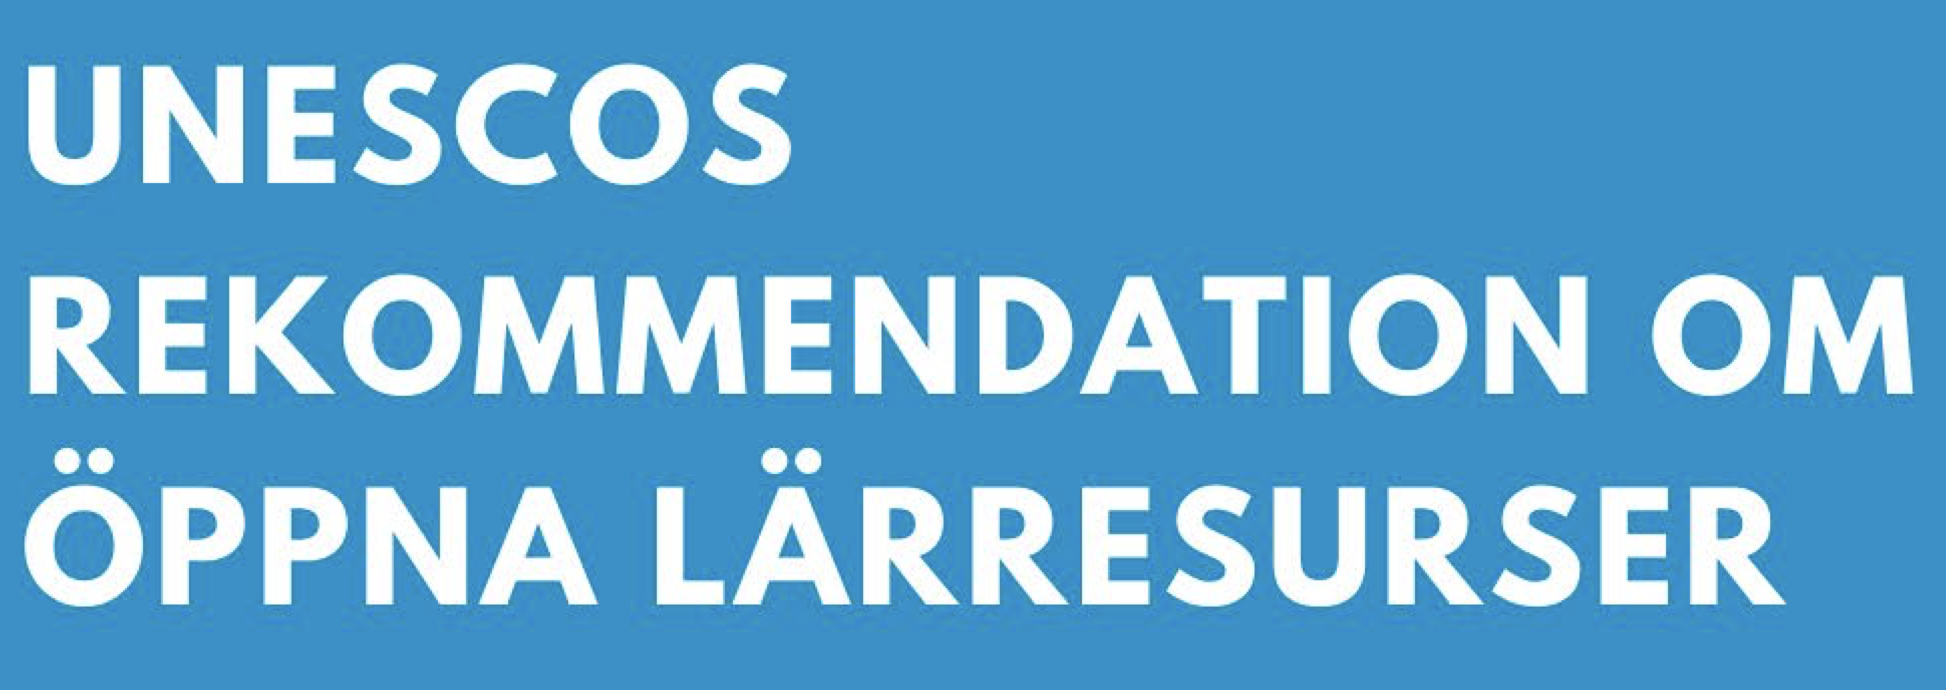 UNESCOS
REKOMMENDATION OM
ÖPPNA LÄRRESURSER